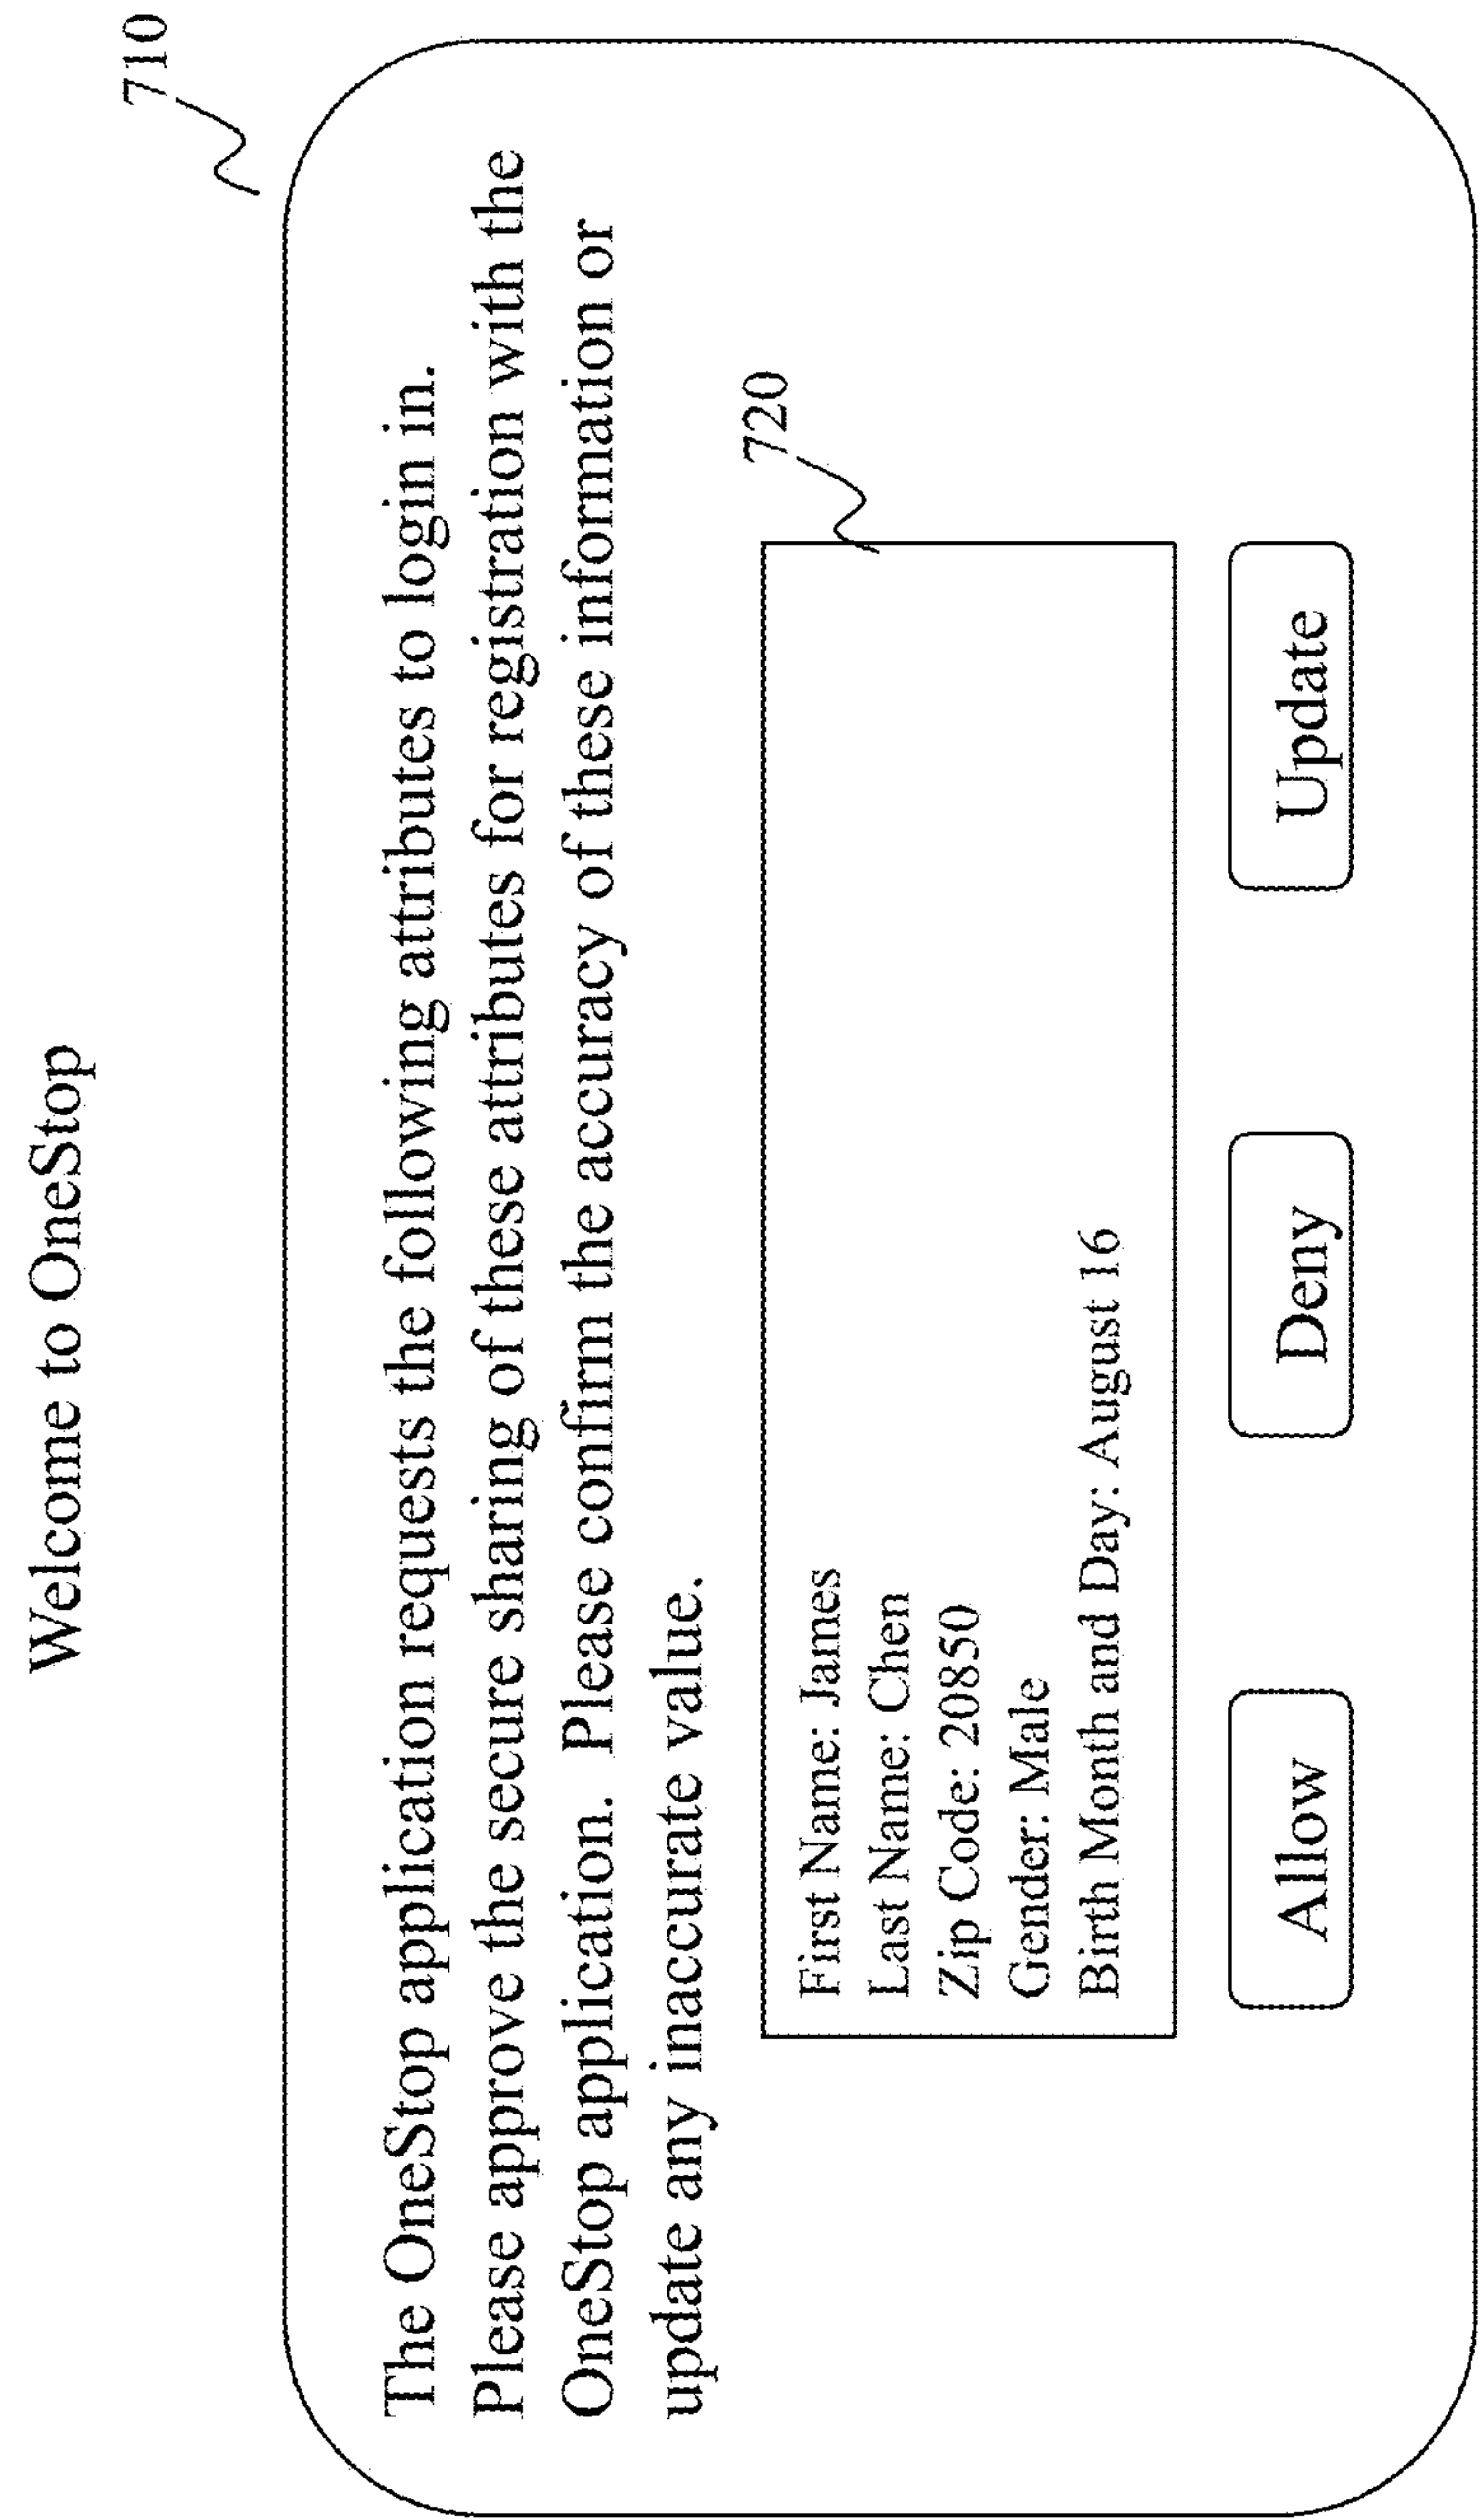 Welcome to OneStop
710
The OneStop application requests the following attributes to login in.
Please approve the secure sharing of these attributes for registration with the
OneStop application. Please confirm the accuracy of these information or
update any inaccurate value.
720
First Name: James
Last Name: Chen
Zip Code: 20850
Gender: Male
Birth Month and Day: August 16
Allow
Deny
Update